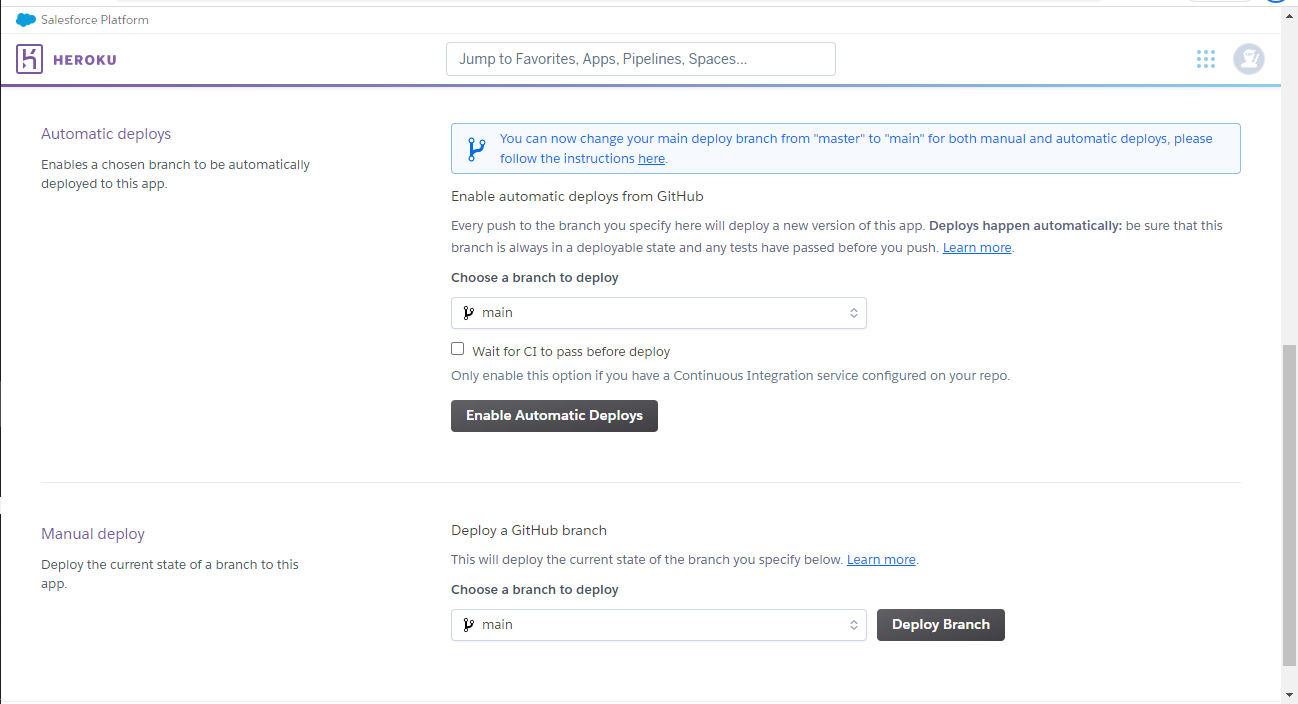 Salesforce Platform
HEROKU
Jump to Favorites, Apps, Pipelines, Spaces...
Automatic deploys
Enables a chosen branch to be automatically
deployed to this app.
You can now change your main deploy branch from "master" to "main" for both manual and automatic deploys, please
follow the instructions here.
Enable automatic deploys from GitHub
Every push to the branch you specify here will deploy a new version of this app. Deploys happen automatically: be sure that this
branch is always in a deployable state and any tests have passed before you push. Learn more.
Choose a branch to deploy
main
Wait for CI to pass before deploy
Only enable this option if you have a Continuous Integration service configured on your repo.
Enable Automatic Deploys
Manual deploy
Deploy the current state of a branch to this
app.
Deploy a GitHub branch
This will deploy the current state of the branch you specify below. Learn more.
Choose a branch to deploy
main
Deploy Branch